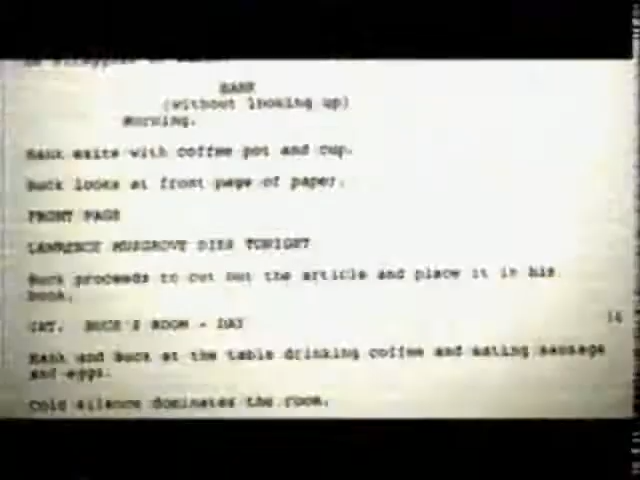 HANK
(without looking up)
Morning.
Hank exits with coffee pot and cup.
Buck looks at front page of paper.
FRONT PAGE
LAWRENCE MUSGROVE DIES TONIGHT
Buck proceeds to cut out the article and place it in his
book.
INT. BUCK'S ROOM - DAY 16
Hank and Buck at the table drinking coffee and eating sausage
and eggs.
Cold silence dominates the room.